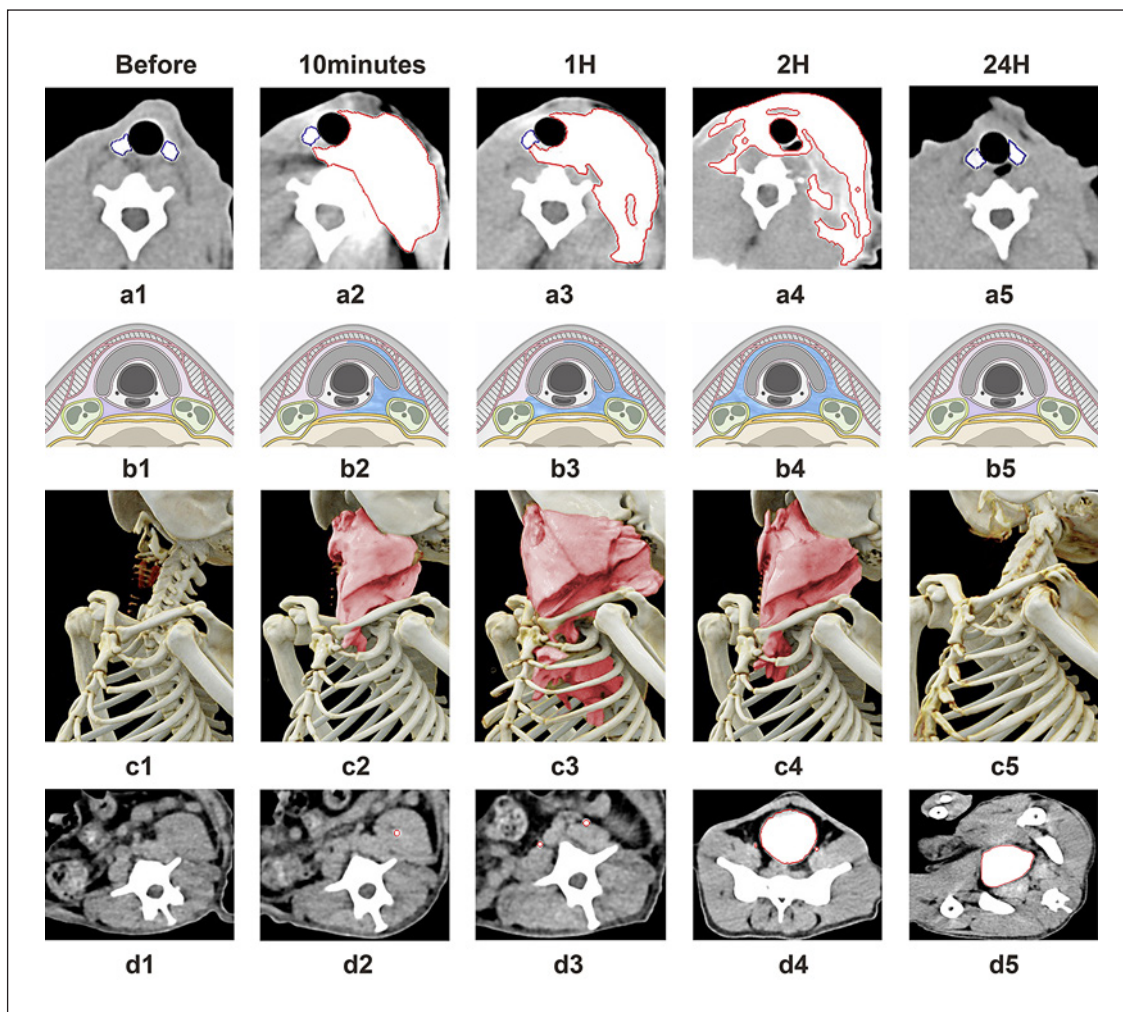 Before 10minutes 1H 2H 24H
a1 a2 a3 a4 a5
b1 b2 b3 b4 b5
c1 c2 c3 c4 c5
d1 d2 d3 d4 d5